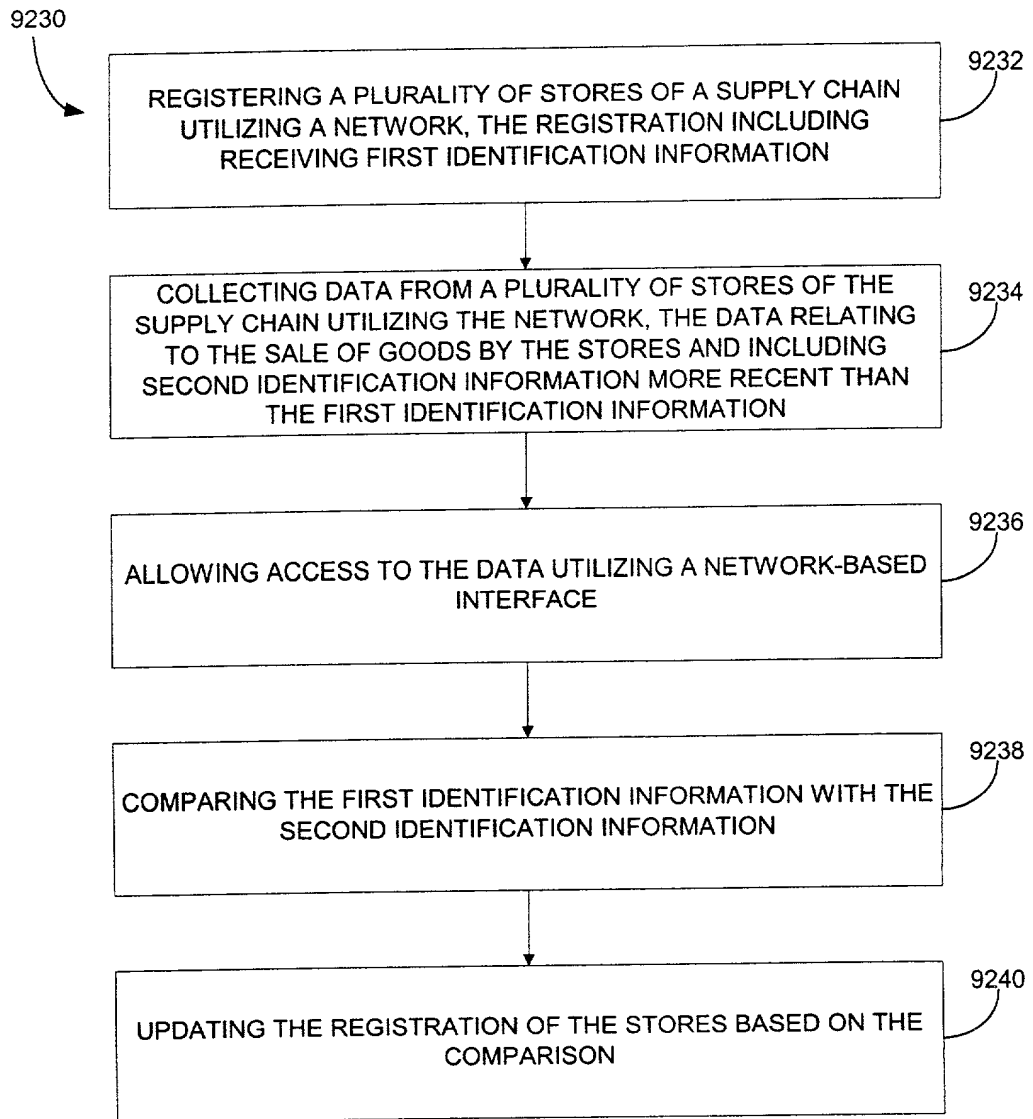 9230
9232
REGISTERING A PLURALITY OF STORES OF A SUPPLY CHAIN
UTILIZING A NETWORK, THE REGISTRATION INCLUDING
RECEIVING FIRST IDENTIFICATION INFORMATION
9234
COLLECTING DATA FROM A PLURALITY OF STORES OF THE
SUPPLY CHAIN UTILIZING THE NETWORK, THE DATA RELATING
TO THE SALE OF GOODS BY THE STORES AND INCLUDING
SECOND IDENTIFICATION INFORMATION MORE RECENT THAN
THE FIRST IDENTIFICATION INFORMATION
9236
ALLOWING ACCESS TO THE DATA UTILIZING A NETWORK-BASED
INTERFACE
9238
COMPARING THE FIRST IDENTIFICATION INFORMATION WITH THE
SECOND IDENTIFICATION INFORMATION
9240
UPDATING THE REGISTRATION OF THE STORES BASED ON THE
COMPARISON